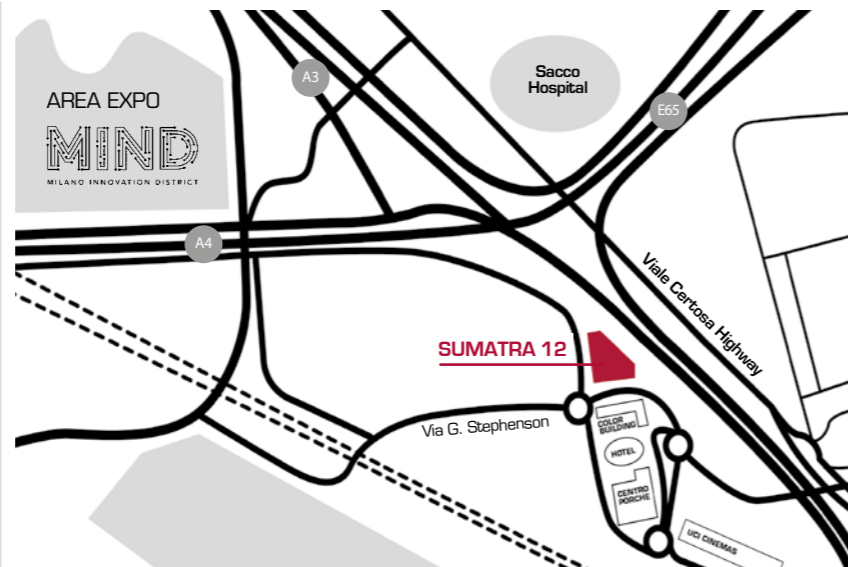 AREA EXPO
MIND
MILANO INNOVATION DISTRICT
A3
Sacco
Hospital
E65
A4
Viale Certosa Highway
SUMATRA 12
Via G. Stephenson
COLOR
BUILDING
HOTEL
CENTRO
PORCHE
UCI CINEMAS